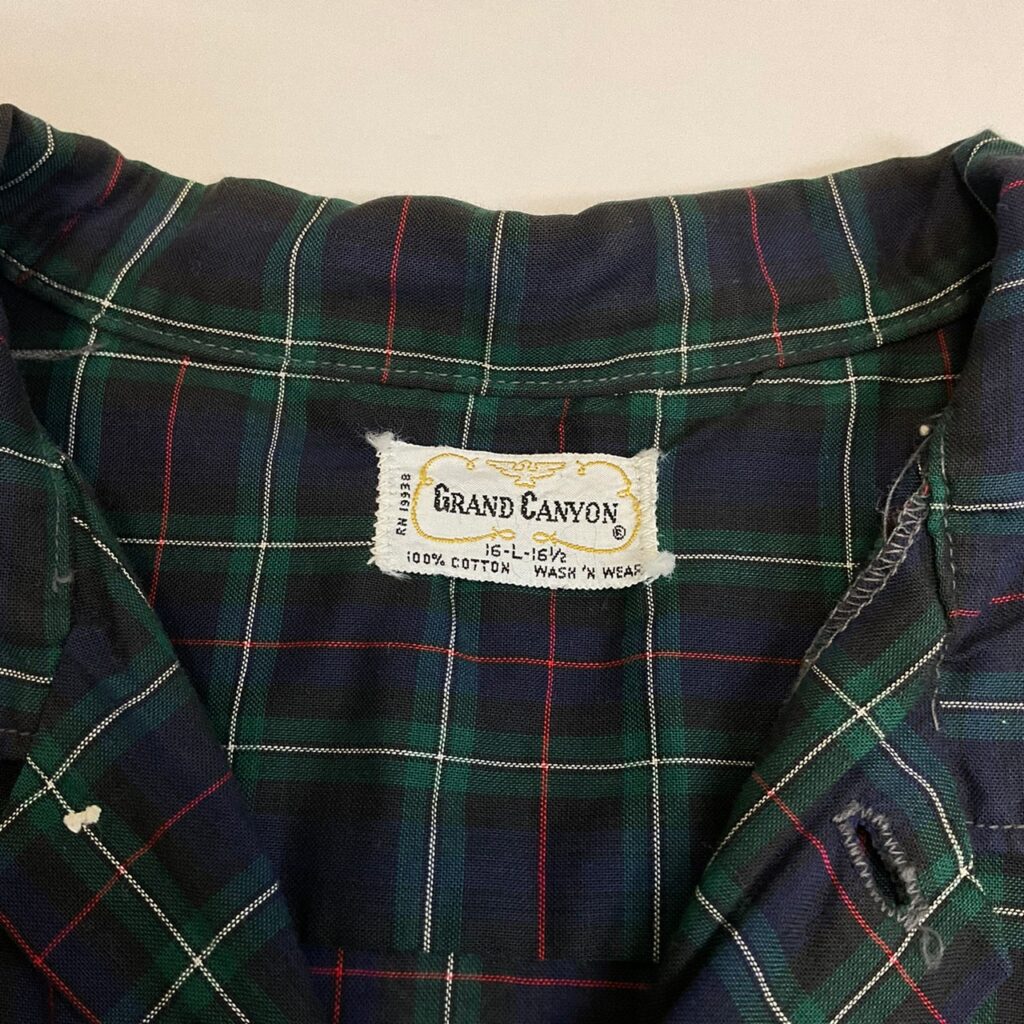 RN 19938
GRAND CANYON ®
16-L-16½
100% COTTON WASH 'N WEAR